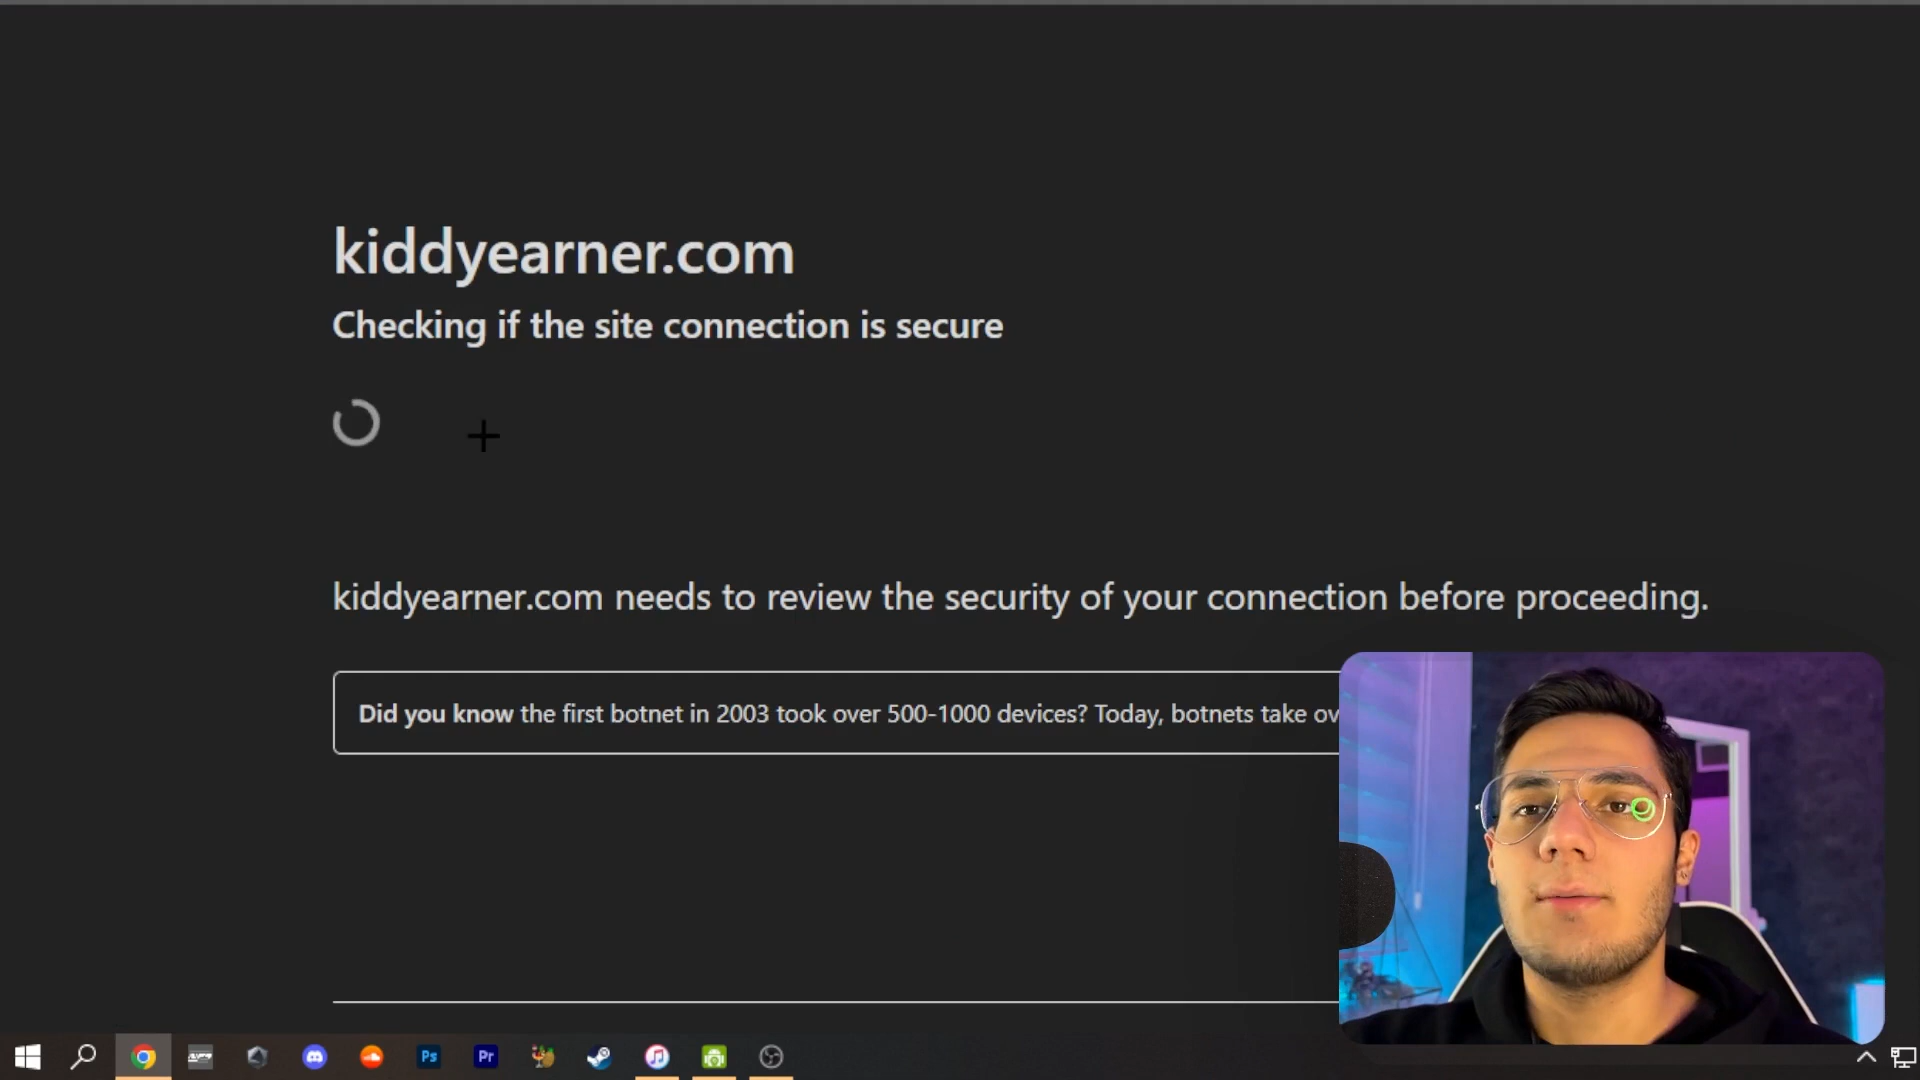 kiddyearner.com
Checking if the site connection is secure
kiddyearner.com needs to review the security of your connection before proceeding.
Did you know the first botnet in 2003 took over 500-1000 devices? Today, botnets take ov
Ps
Pr